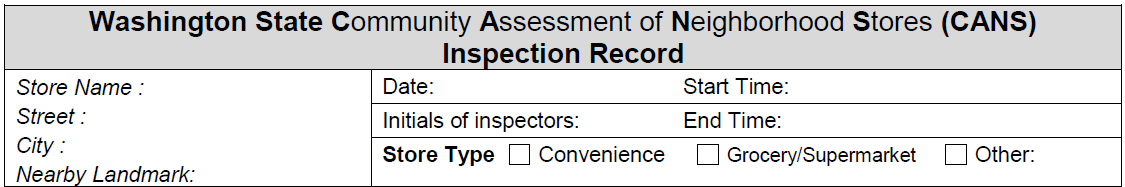 Washington State Community Assessment of Neighborhood Stores (CANS)
Inspection Record
Store Name :
Street :
City :
Nearby Landmark:
Date: Start Time:
Initials of inspectors: End Time:
Store Type Convenience Grocery/Supermarket Other: